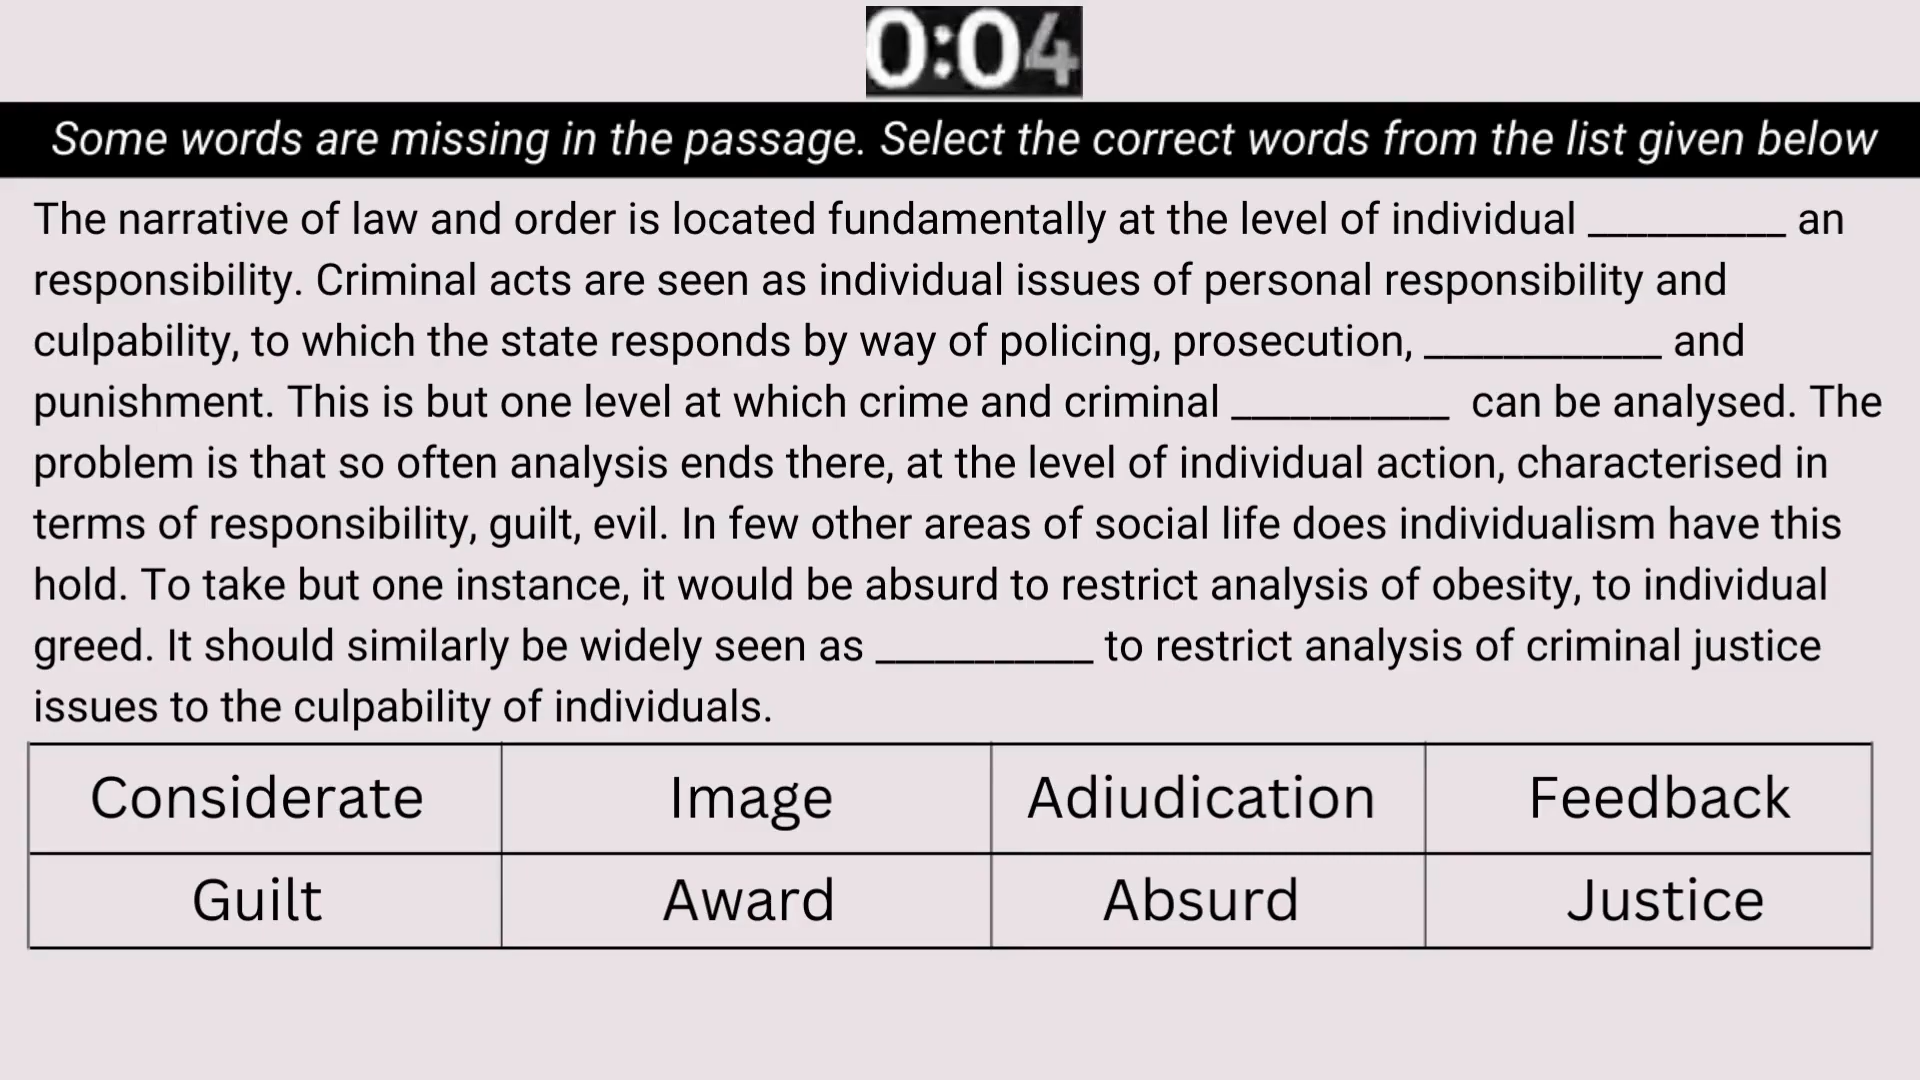 0:04
Some words are missing in the passage. Select the correct words from the list given below
The narrative of law and order is located fundamentally at the level of individual __________ an
responsibility. Criminal acts are seen as individual issues of personal responsibility and
culpability, to which the state responds by way of policing, prosecution, ____________ and
punishment. This is but one level at which crime and criminal ___________ can be analysed. The
problem is that so often analysis ends there, at the level of individual action, characterised in
terms of responsibility, guilt, evil. In few other areas of social life does individualism have this
hold. To take but one instance, it would be absurd to restrict analysis of obesity, to individual
greed. It should similarly be widely seen as ___________ to restrict analysis of criminal justice
issues to the culpability of individuals.
Considerate Image Adiudication Feedback
Guilt Award Absurd Justice